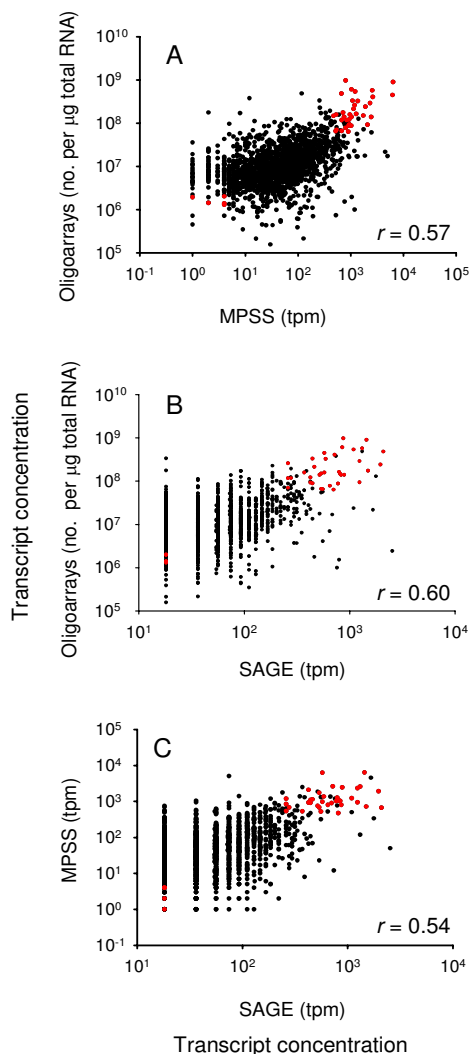 Transcript concentration
A
Oligoarrays (no. per µg total RNA)
10^10
10^9
10^8
10^7
10^6
10^5
r = 0.57
10^-1 10^0 10^1 10^2 10^3 10^4 10^5
MPSS (tpm)
B
Oligoarrays (no. per µg total RNA)
10^10
10^9
10^8
10^7
10^6
10^5
r = 0.60
10^1 10^2 10^3 10^4
SAGE (tpm)
C
MPSS (tpm)
10^5
10^4
10^3
10^2
10^1
10^0
10^-1
r = 0.54
10^1 10^2 10^3 10^4
SAGE (tpm)
Transcript concentration